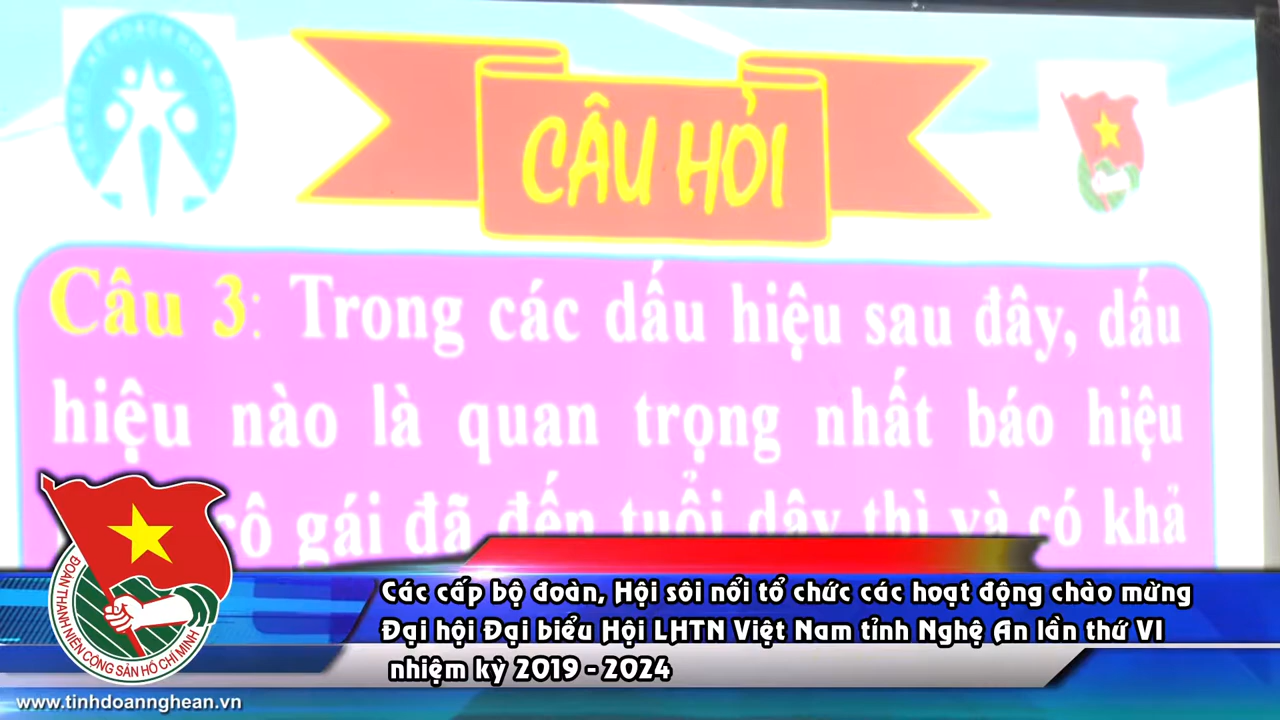 CÂU HỎI
Câu 3: Trong các dấu hiệu sau đây, dấu
hiệu nào là quan trọng nhất báo hiệu
cô gái đã đến tuổi dậy thì và có khả
ĐOÀN THANH NIÊN CỘNG SẢN HỒ CHÍ MINH
Các cấp bộ đoàn, Hội sôi nổi tổ chức các hoạt động chào mừng
Đại hội Đại biểu Hội LHTN Việt Nam tỉnh Nghệ An lần thứ VI
nhiệm kỳ 2019 - 2024
www.tinhdoannghean.vn